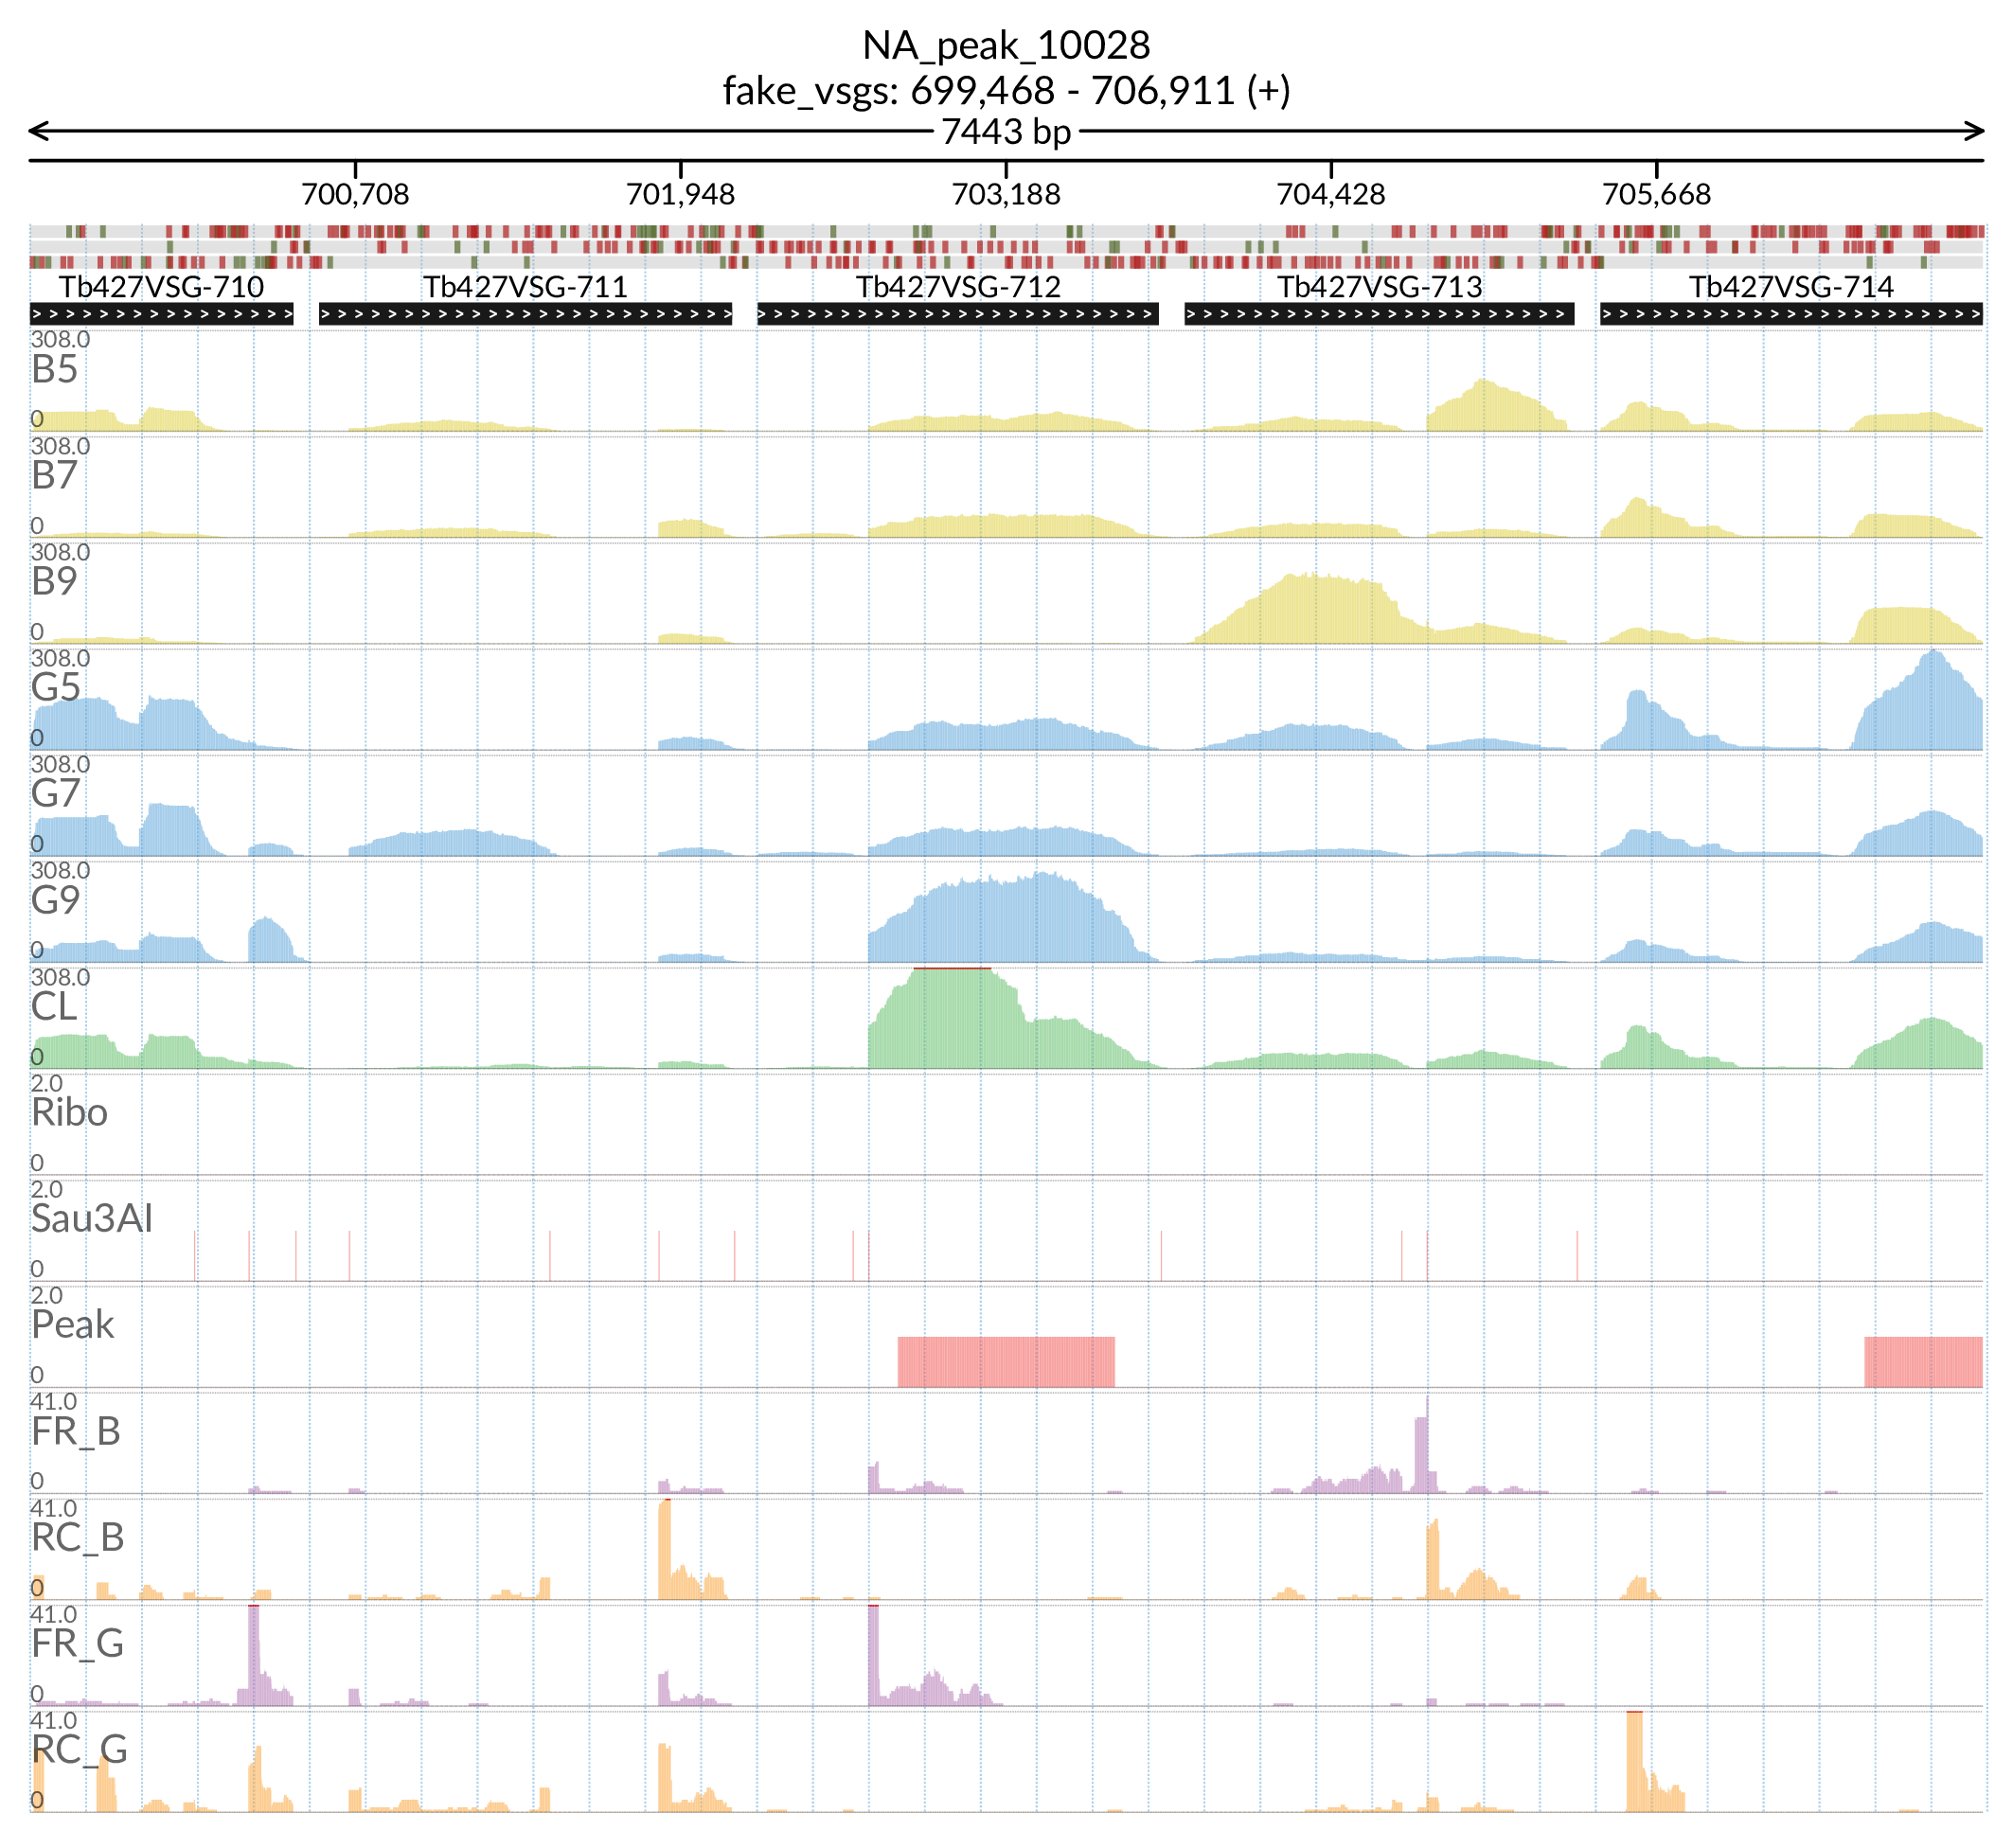 NA_peak_10028
fake_vsgs: 699,468 - 706,911 (+)
7443 bp
700,708 701,948 703,188 704,428 705,668
Tb427VSG-710 Tb427VSG-711 Tb427VSG-712 Tb427VSG-713 Tb427VSG-714
308.0
B5
0
308.0
B7
0
308.0
B9
0
308.0
G5
0
308.0
G7
0
308.0
G9
0
308.0
CL
0
2.0
Ribo
0
2.0
Sau3AI
0
2.0
Peak
0
41.0
FR_B
0
41.0
RC_B
0
41.0
FR_G
0
41.0
RC_G
0